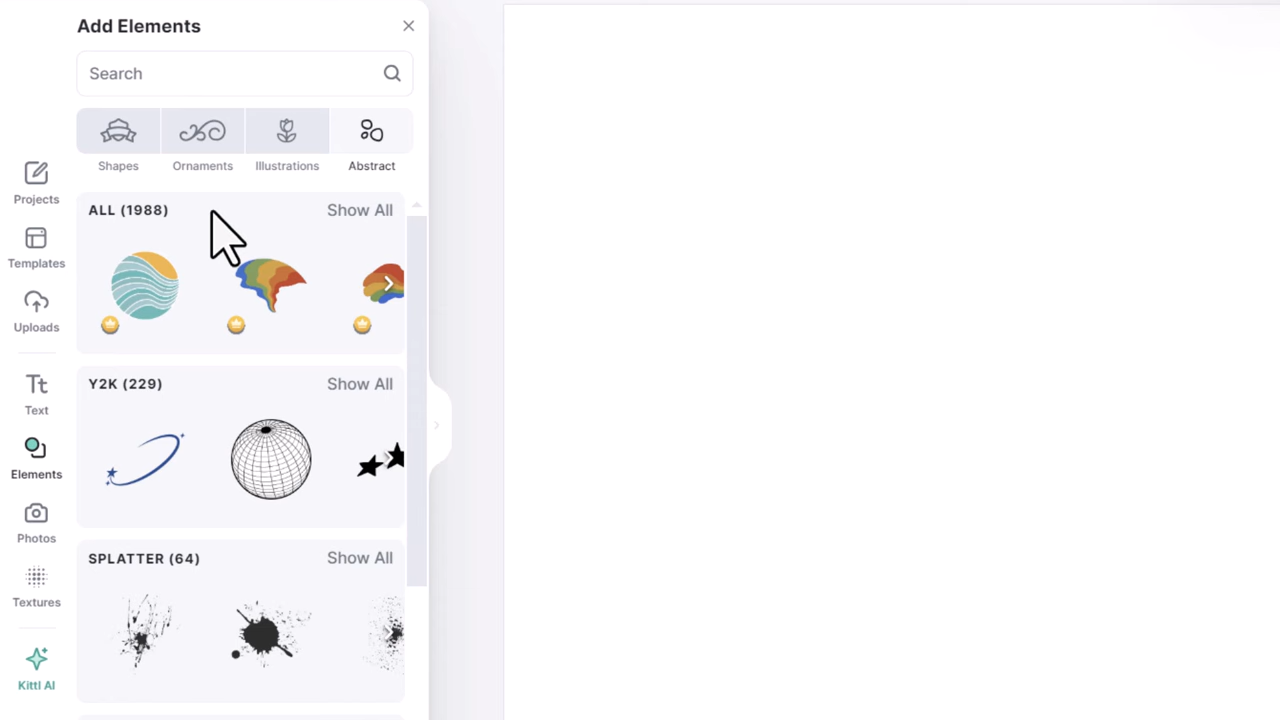 Add Elements
Search
Shapes
Ornaments
Illustrations
Abstract
Projects
Templates
Uploads
Text
Elements
Photos
Textures
Kittl AI
ALL (1988)
Show All
Y2K (229)
Show All
SPLATTER (64)
Show All
Tt